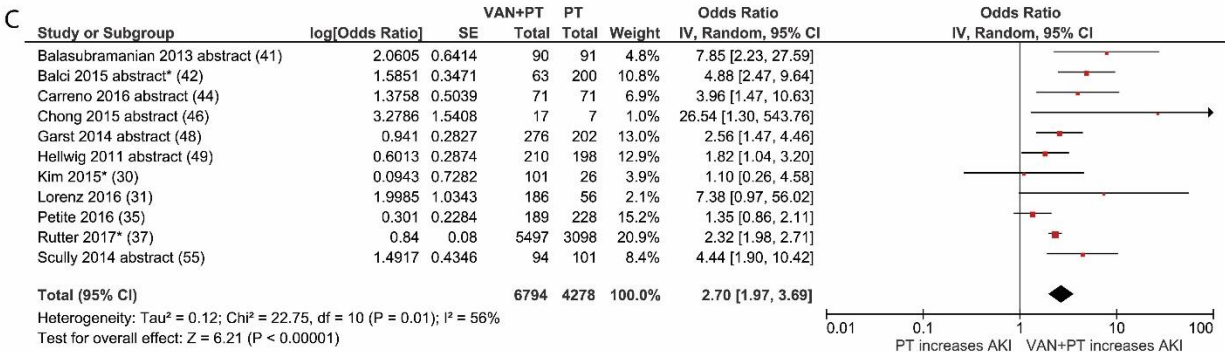 C
VAN+PT PT Odds Ratio Odds Ratio
Study or Subgroup log[Odds Ratio] SE Total Total Weight IV, Random, 95% CI IV, Random, 95% CI
Balasubramanian 2013 abstract (41) 2.0605 0.6414 90 91 4.8% 7.85 [2.23, 27.59]
Balci 2015 abstract* (42) 1.5851 0.3471 63 200 10.8% 4.88 [2.47, 9.64]
Carreno 2016 abstract (44) 1.3758 0.5039 71 71 6.9% 3.96 [1.47, 10.63]
Chong 2015 abstract (46) 3.2786 1.5408 17 7 1.0% 26.54 [1.30, 543.76]
Garst 2014 abstract (48) 0.941 0.2827 276 202 13.0% 2.56 [1.47, 4.46]
Hellwig 2011 abstract (49) 0.6013 0.2874 210 198 12.9% 1.82 [1.04, 3.20]
Kim 2015* (30) 0.0943 0.7282 101 26 3.9% 1.10 [0.26, 4.58]
Lorenz 2016 (31) 1.9985 1.0343 186 56 2.1% 7.38 [0.97, 56.02]
Petite 2016 (35) 0.301 0.2284 189 228 15.2% 1.35 [0.86, 2.11]
Rutter 2017* (37) 0.84 0.08 5497 3098 20.9% 2.32 [1.98, 2.71]
Scully 2014 abstract (55) 1.4917 0.4346 94 101 8.4% 4.44 [1.90, 10.42]
Total (95% CI) 6794 4278 100.0% 2.70 [1.97, 3.69]
Heterogeneity: Tau² = 0.12; Chi² = 22.75, df = 10 (P = 0.01); I² = 56%
Test for overall effect: Z = 6.21 (P < 0.00001)
0.01 0.1 1 10 100
PT increases AKI VAN+PT increases AKI